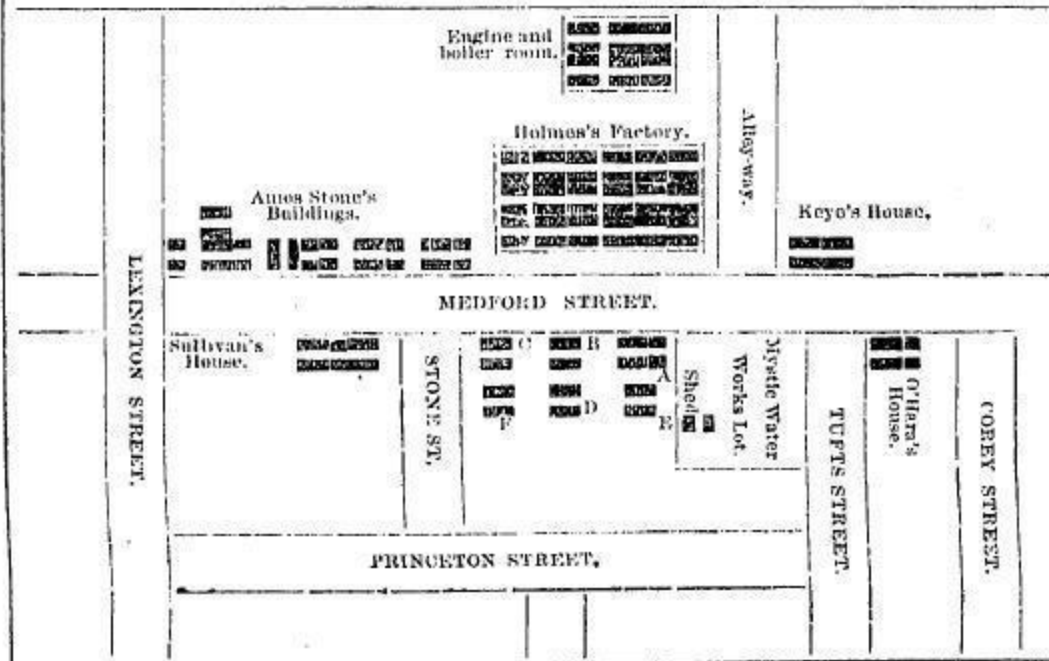 Engine and
boiler room.
Holmes's Factory.
Alley-way.
Amos Stone's
Buildings.
Keyo's House.
MEDFORD STREET.
LEXINGTON STREET.
Sullivan's
House.
STONE ST.
C
B
A
D
F
E
Shed
Mystic Water
Works Lot.
TUFTS STREET.
O'Hara's
House.
COREY STREET.
PRINCETON STREET.